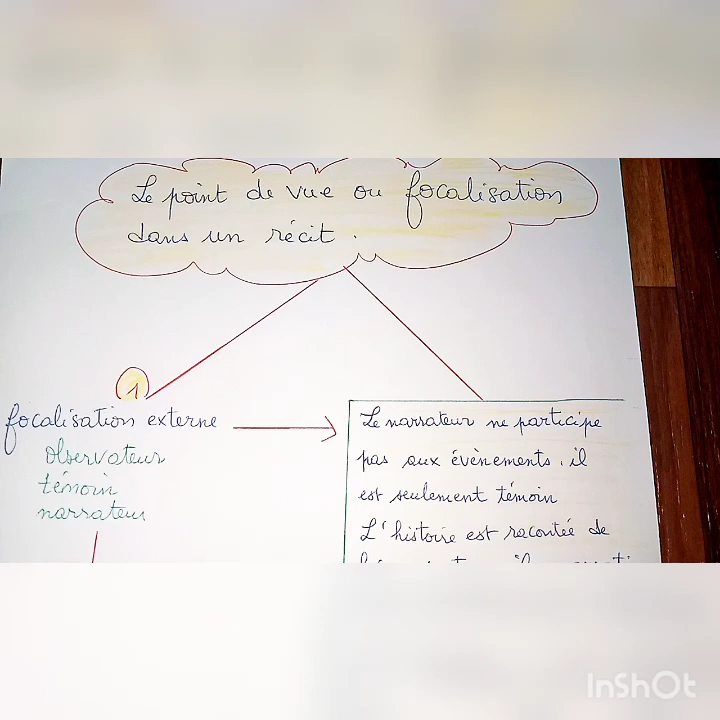 Le point de vue ou focalisation
dans un récit.
1
focalisation externe
Observateur
témoin
narrateur
Le narrateur ne participe
pas aux évènements. il
est seulement témoin
L'histoire est racontée de
InShOt